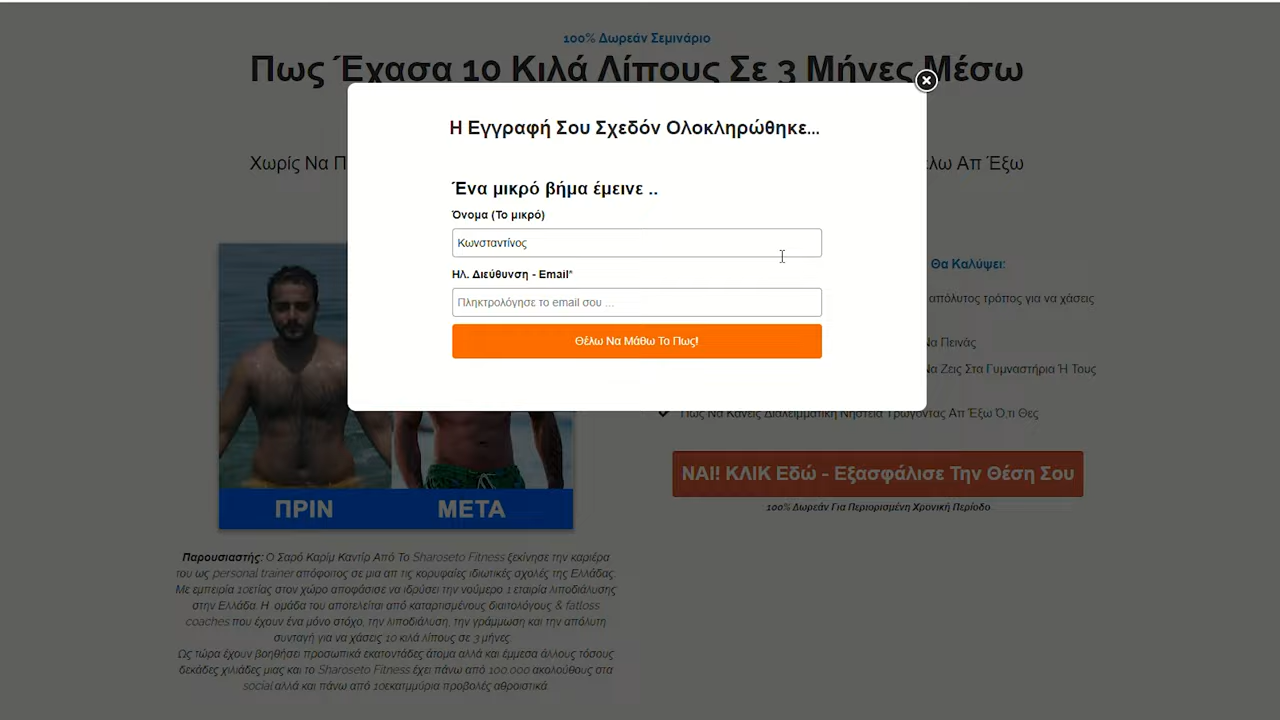 100% Δωρεάν Σεμινάριο
Πως Έχασα 10 Κιλά Λίπους Σε 3 Μήνες Μέσω
Η Εγγραφή Σου Σχεδόν Ολοκληρώθηκε...
Χωρίς Να
Απ Έξω
Ένα μικρό βήμα έμεινε ..
Όνομα (Το μικρό)
Κωνσταντίνος
Ηλ. Διεύθυνση - Email*
Πληκτρολόγησε το email σου ...
Θέλω Να Μάθω Το Πως!
Θα Καλύψει:
απόλυτος τρόπος για να χάσεις
Να Πεινάς
Να Ζεις Στα Γυμναστήρια Ή Τους
Πως Να Κάνεις Διαλειμματική Νηστεία Τρώγοντας Απ Έξω Ό,τι Θες
ΝΑΙ! ΚΛΙΚ Εδώ - Εξασφάλισε Την Θέση Σου
100% Δωρεάν Για Περιορισμένη Χρονική Περίοδο.
ΠΡΙΝ ΜΕΤΑ
Παρουσιαστής: Ο Σαρό Καρίμ Καντίρ Από Το Sharoseto Fitness ξεκίνησε την καριέρα
του ως personal trainer απόφοιτος σε μια απ τις κορυφαίες ιδιωτικές σχολές της Ελλάδας.
Με εμπειρία 10ετίας στον χώρο αποφάσισε να ιδρύσει την νούμερο 1 εταιρία λιποδιάλυσης
στην Ελλάδα. Η ομάδα του αποτελείται από καταρτισμένους διαιτολόγους & fatloss
coaches που έχουν ένα μόνο στόχο, την λιποδιάλυση, την γράμμωση και την απόλυτη
συνταγή για να χάσεις 10 κιλά λίπους σε 3 μήνες.
Ως τώρα έχουν βοηθήσει προσωπικά εκατοντάδες άτομα αλλά και έμμεσα άλλους τόσους
δεκάδες χιλιάδες μιας και το Sharoseto Fitness έχει πάνω από 100.000 ακολούθους στα
social αλλά και πάνω από 10εκατμμύρια προβολές αθροιστικά.